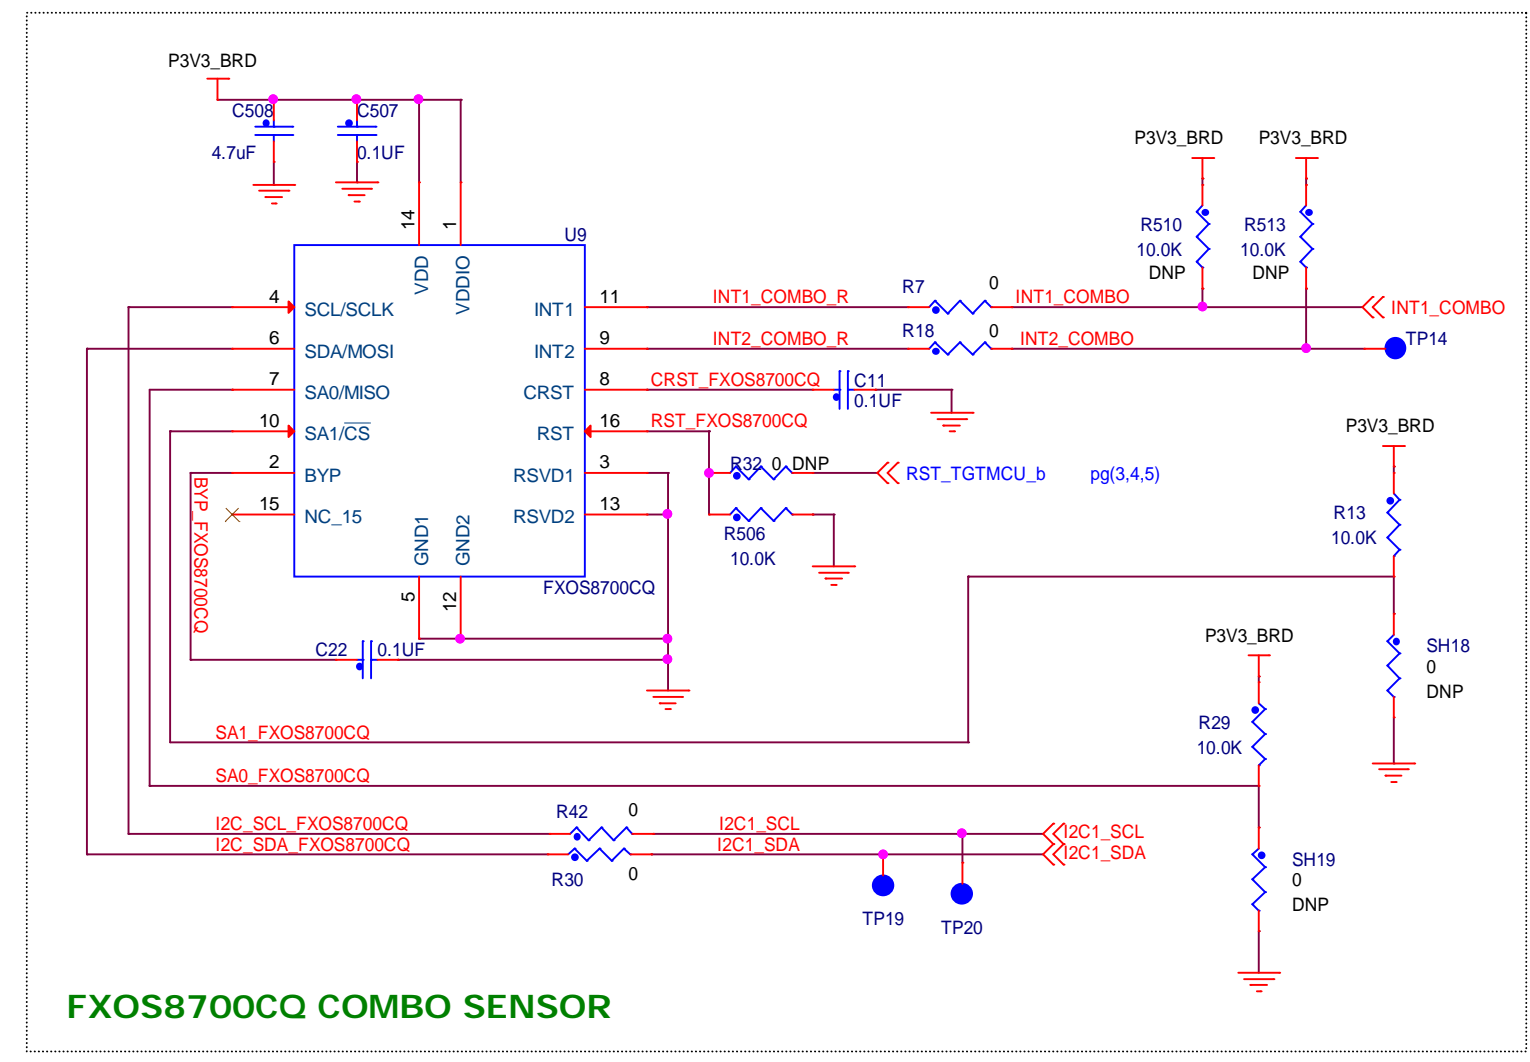 P3V3_BRD
C508
C507
4.7uF
0.1UF
P3V3_BRD
P3V3_BRD
14
1
R510
10.0K
DNP
R513
10.0K
DNP
U9
VDD
VDDIO
4
SCL/SCLK
INT1
11
INT1_COMBO_R
R7
0
INT1_COMBO
INT1_COMBO
6
SDA/MOSI
INT2
9
INT2_COMBO_R
R18
0
INT2_COMBO
TP14
7
SA0/MISO
CRST
8
CRST_FXOS8700CQ
C11
0.1UF
10
SA1/CS
RST
16
RST_FXOS8700CQ
P3V3_BRD
2
BYP
RSVD1
3
R32
0
DNP
RST_TGTMCU_b
pg(3,4,5)
15
NC_15
RSVD2
13
R506
10.0K
R13
10.0K
BYP_FXOS8700CQ
GND1
GND2
FXOS8700CQ
5
12
C22
0.1UF
P3V3_BRD
SH18
0
DNP
SA1_FXOS8700CQ
R29
10.0K
SA0_FXOS8700CQ
R42
0
I2C_SCL_FXOS8700CQ
I2C1_SCL
I2C1_SCL
I2C_SDA_FXOS8700CQ
I2C1_SDA
I2C1_SDA
R30
0
SH19
0
DNP
TP19
TP20
FXOS8700CQ COMBO SENSOR